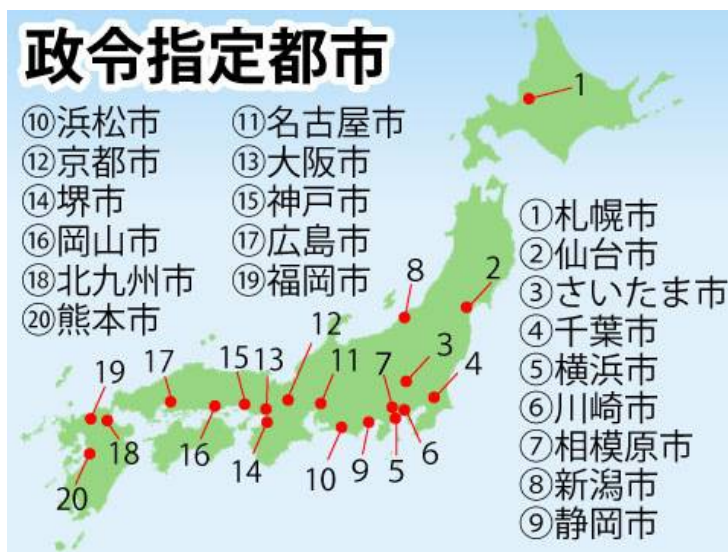 政令指定都市
⑩浜松市 ⑪名古屋市
⑫京都市 ⑬大阪市
⑭堺市 ⑮神戸市
⑯岡山市 ⑰広島市
⑱北九州市 ⑲福岡市
⑳熊本市
①札幌市
②仙台市
③さいたま市
④千葉市
⑤横浜市
⑥川崎市
⑦相模原市
⑧新潟市
⑨静岡市
1
8
2
12
3
4
19
17
15
13
11
7
18
16
14
10
9
5
6
20